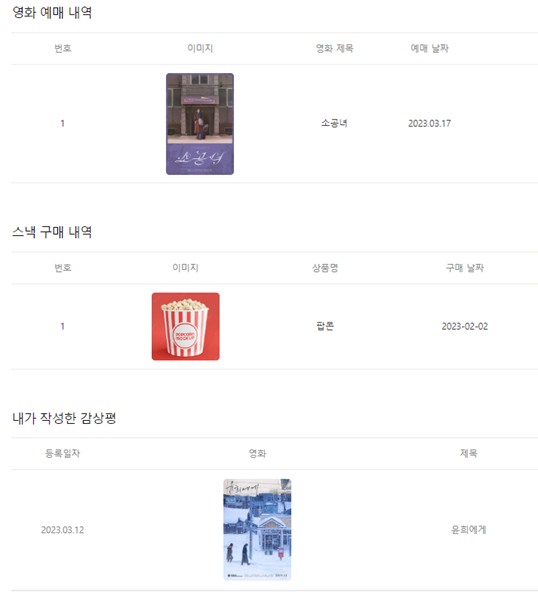 영화 예매 내역
번호 이미지 영화 제목 예매 날짜
1 소공녀 2023.03.17
소공녀
스낵 구매 내역
번호 이미지 상품명 구매 날짜
1 팝콘 2023-02-02
내가 작성한 감상평
등록일자 영화 제목
윤희에게
2023.03.12 윤희에게